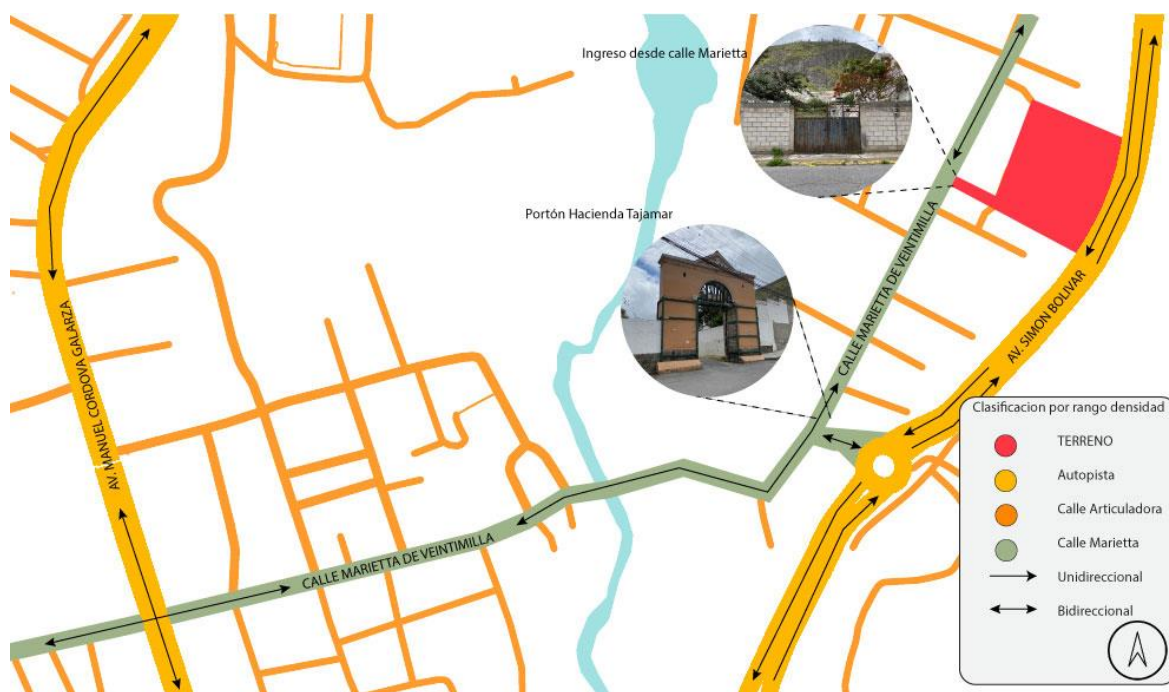 Ingreso desde calle Marietta
Portón Hacienda Tajamar
AV. MANUEL CORDOVA GALARZA
CALLE MARIETTA DE VEINTIMILLA
CALLE MARIETTA DE VEINTIMILLA
AV. SIMON BOLIVAR
Clasificacion por rango densidad
TERRENO
Autopista
Calle Articuladora
Calle Marietta
Unidireccional
Bidireccional